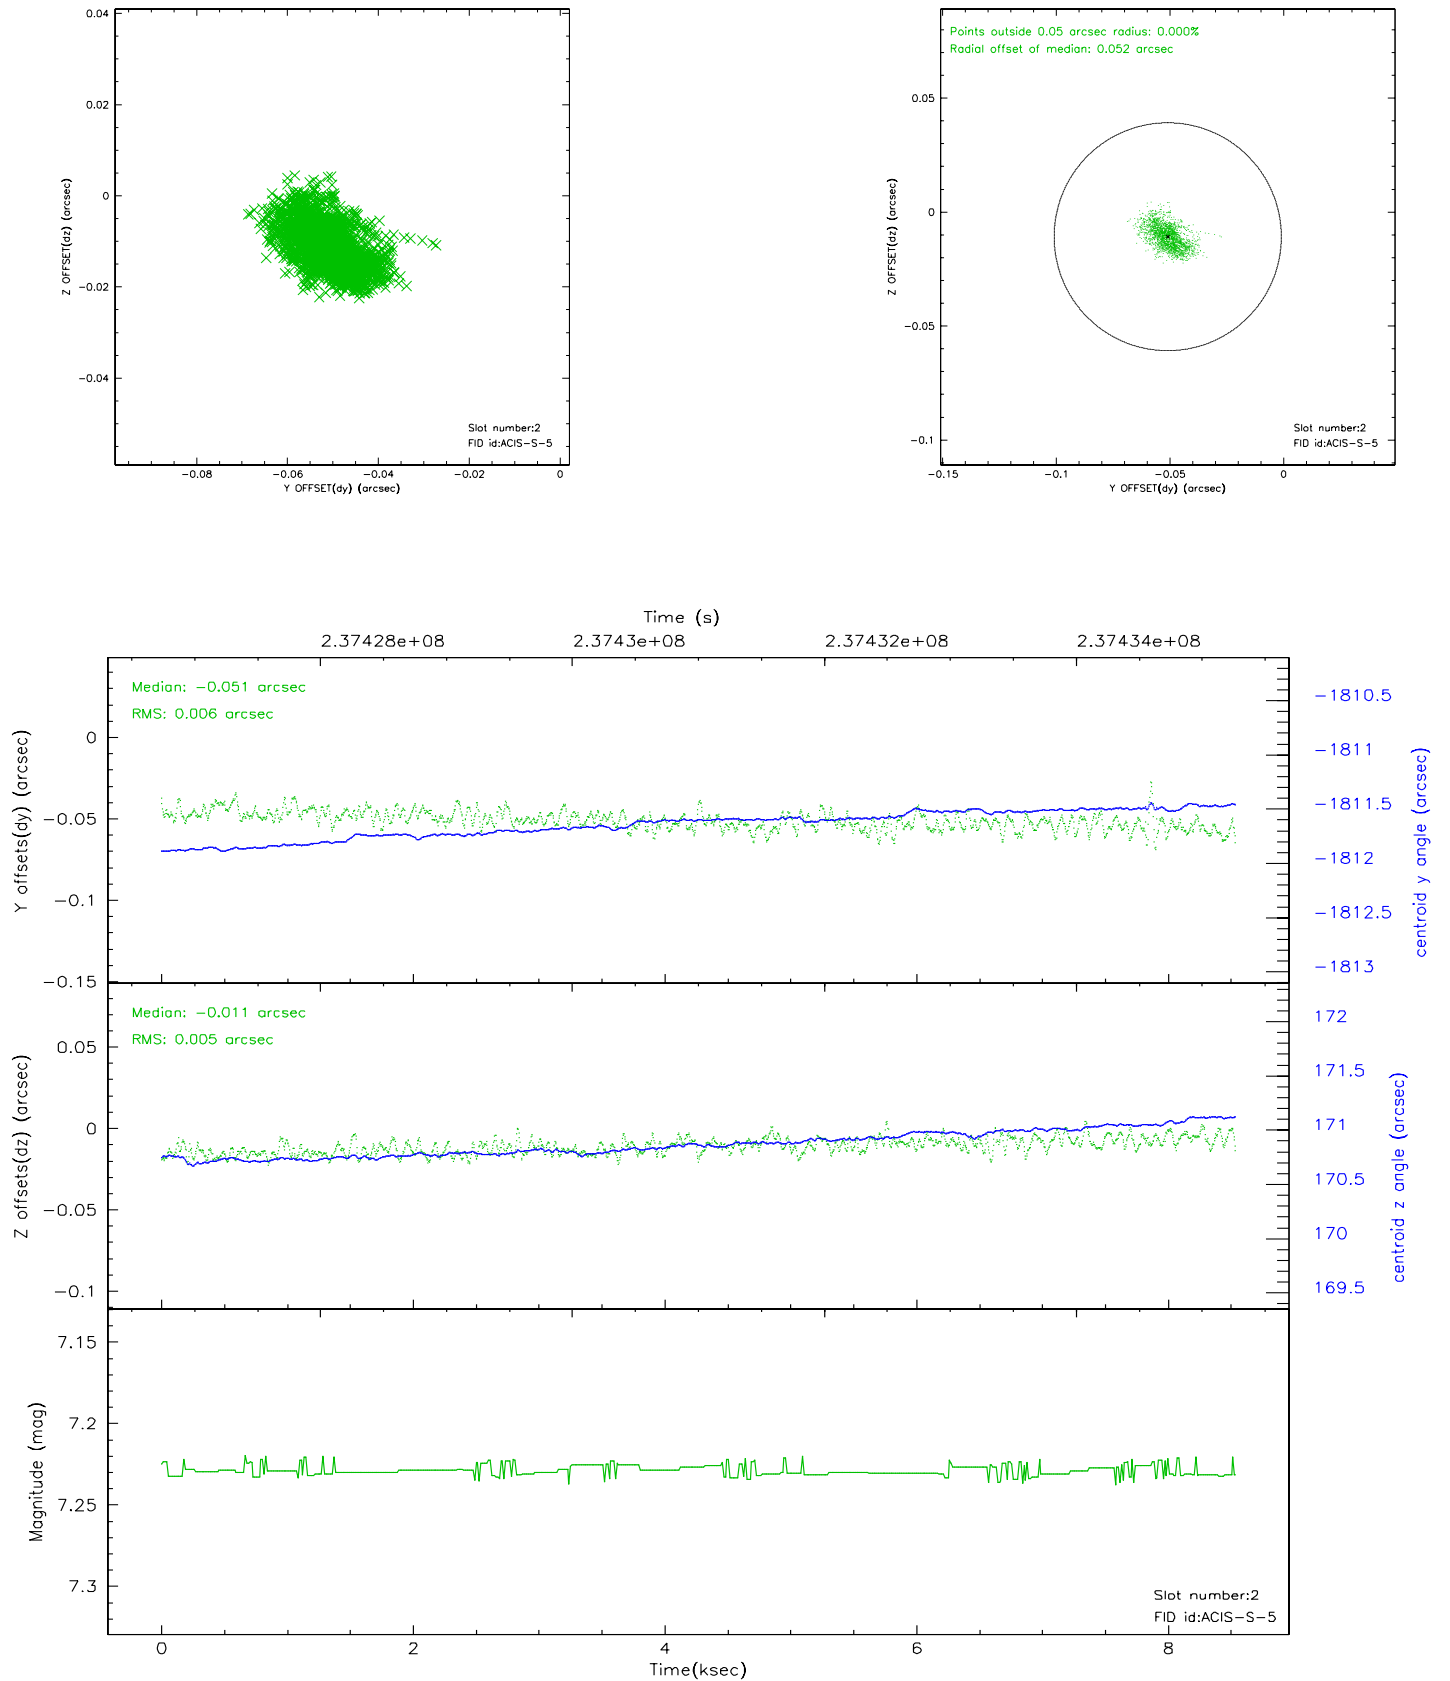 0.04
0.02
0
−0.02
−0.04
Z OFFSET(dz) (arcsec)
Slot number:2
FID id:ACIS−S−5
−0.08
−0.06
−0.04
−0.02
0
Y OFFSET(dy) (arcsec)
Points outside 0.05 arcsec radius: 0.000%
Radial offset of median: 0.052 arcsec
0.05
0
−0.05
−0.1
Z OFFSET(dz) (arcsec)
Slot number:2
FID id:ACIS−S−5
−0.15
−0.1
−0.05
0
Y OFFSET(dy) (arcsec)
Time (s)
2.37428e+08
2.3743e+08
2.37432e+08
2.37434e+08
Median: −0.051 arcsec
RMS: 0.006 arcsec
0
−0.05
−0.1
−0.15
Y offsets(dy) (arcsec)
−1810.5
−1811
−1811.5
−1812
−1812.5
−1813
centroid y angle (arcsec)
Median: −0.011 arcsec
RMS: 0.005 arcsec
0.05
0
−0.05
−0.1
Z offsets(dz) (arcsec)
172
171.5
171
170.5
170
169.5
centroid z angle (arcsec)
7.15
7.2
7.25
7.3
Magnitude (mag)
Slot number:2
FID id:ACIS−S−5
0
2
4
6
8
Time(ksec)